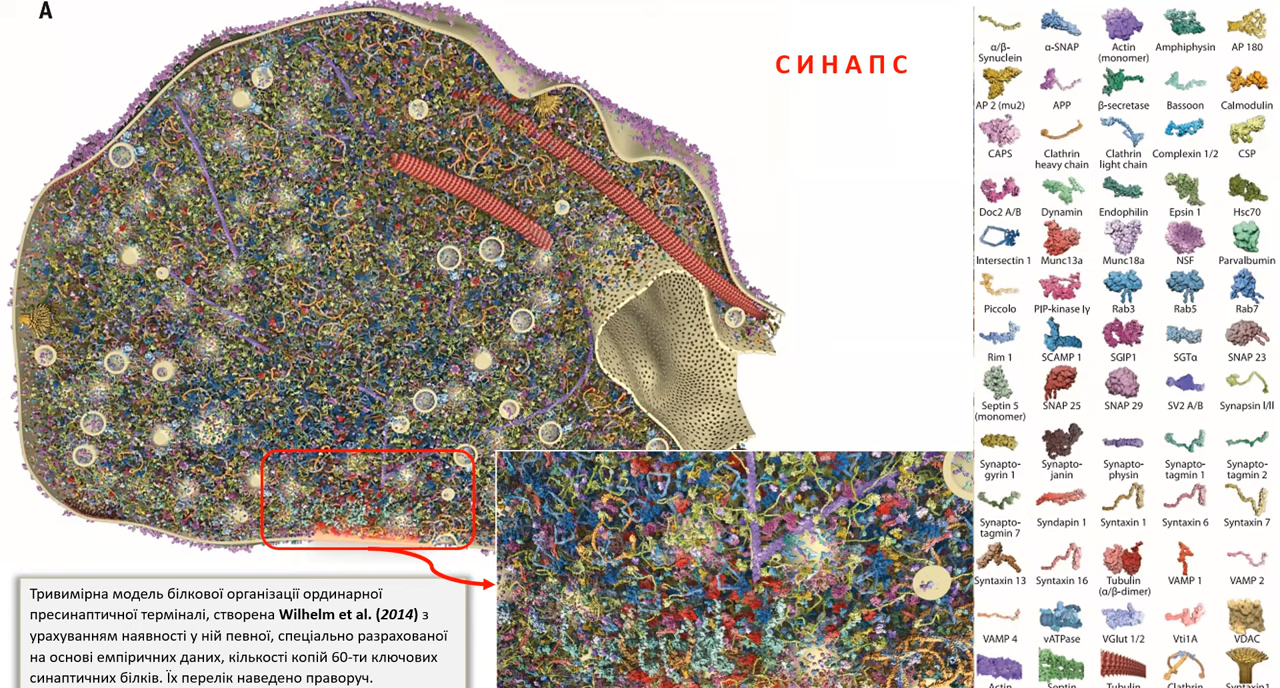 A
СИНАПС
α/β-
Synuclein
α-SNAP
Actin
(monomer)
Amphiphysin
AP 180
AP 2 (mu2)
APP
β-secretase
Bassoon
Calmodulin
CAPS
Clathrin
heavy chain
Clathrin
light chain
Complexin 1/2
CSP
Doc2 A/B
Dynamin
Endophilin
Epsin 1
Hsc70
Intersectin 1
Munc13a
Munc18a
NSF
Parvalbumin
Piccolo
PIP-kinase Iγ
Rab3
Rab5
Rab7
Rim 1
SCAMP 1
SGIP1
SGTα
SNAP 23
Septin 5
(monomer)
SNAP 25
SNAP 29
SV2 A/B
Synapsin I/II
Synapto-
gyrin 1
Synapto-
janin
Synapto-
physin
Synapto-
tagmin 1
Synapto-
tagmin 2
Synapto-
tagmin 7
Syndapin 1
Syntaxin 1
Syntaxin 6
Syntaxin 7
Syntaxin 13
Syntaxin 16
Tubulin
(α/β-dimer)
VAMP 1
VAMP 2
VAMP 4
vATPase
VGlut 1/2
Vti1A
VDAC
Actin
Septin
Tubulin
Clathrin
Syntaxin1
Тривимірна модель білкової організації ординарної
пресинаптичної терміналі, створена Wilhelm et al. (2014) з
урахуванням наявності у ній певної, спеціально разрахованої
на основі емпіричних даних, кількості копій 60-ти ключових
синаптичних білків. Їх перелік наведено праворуч.